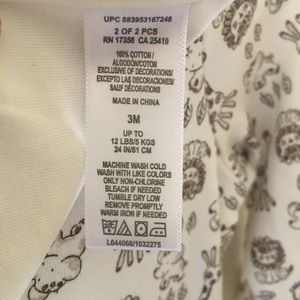 UPC 883953167248
2 OF 2 PCS
RN 17356 CA 25419
100% COTTON/
ALGODÓN/COTON
EXCLUSIVE OF DECORATIONS/
EXCEPTO EN DECORACIONES/
SAUF DÉCORATIONS
MADE IN CHINA
3M
UP TO
12 LBS/5 KGS
24 IN/61 CM
MACHINE WASH COLD
WASH WITH LIKE COLORS
ONLY NON-CHLORINE
BLEACH IF NEEDED
TUMBLE DRY LOW
REMOVE PROMPTLY
WARM IRON IF NEEDED
L644068/1032275